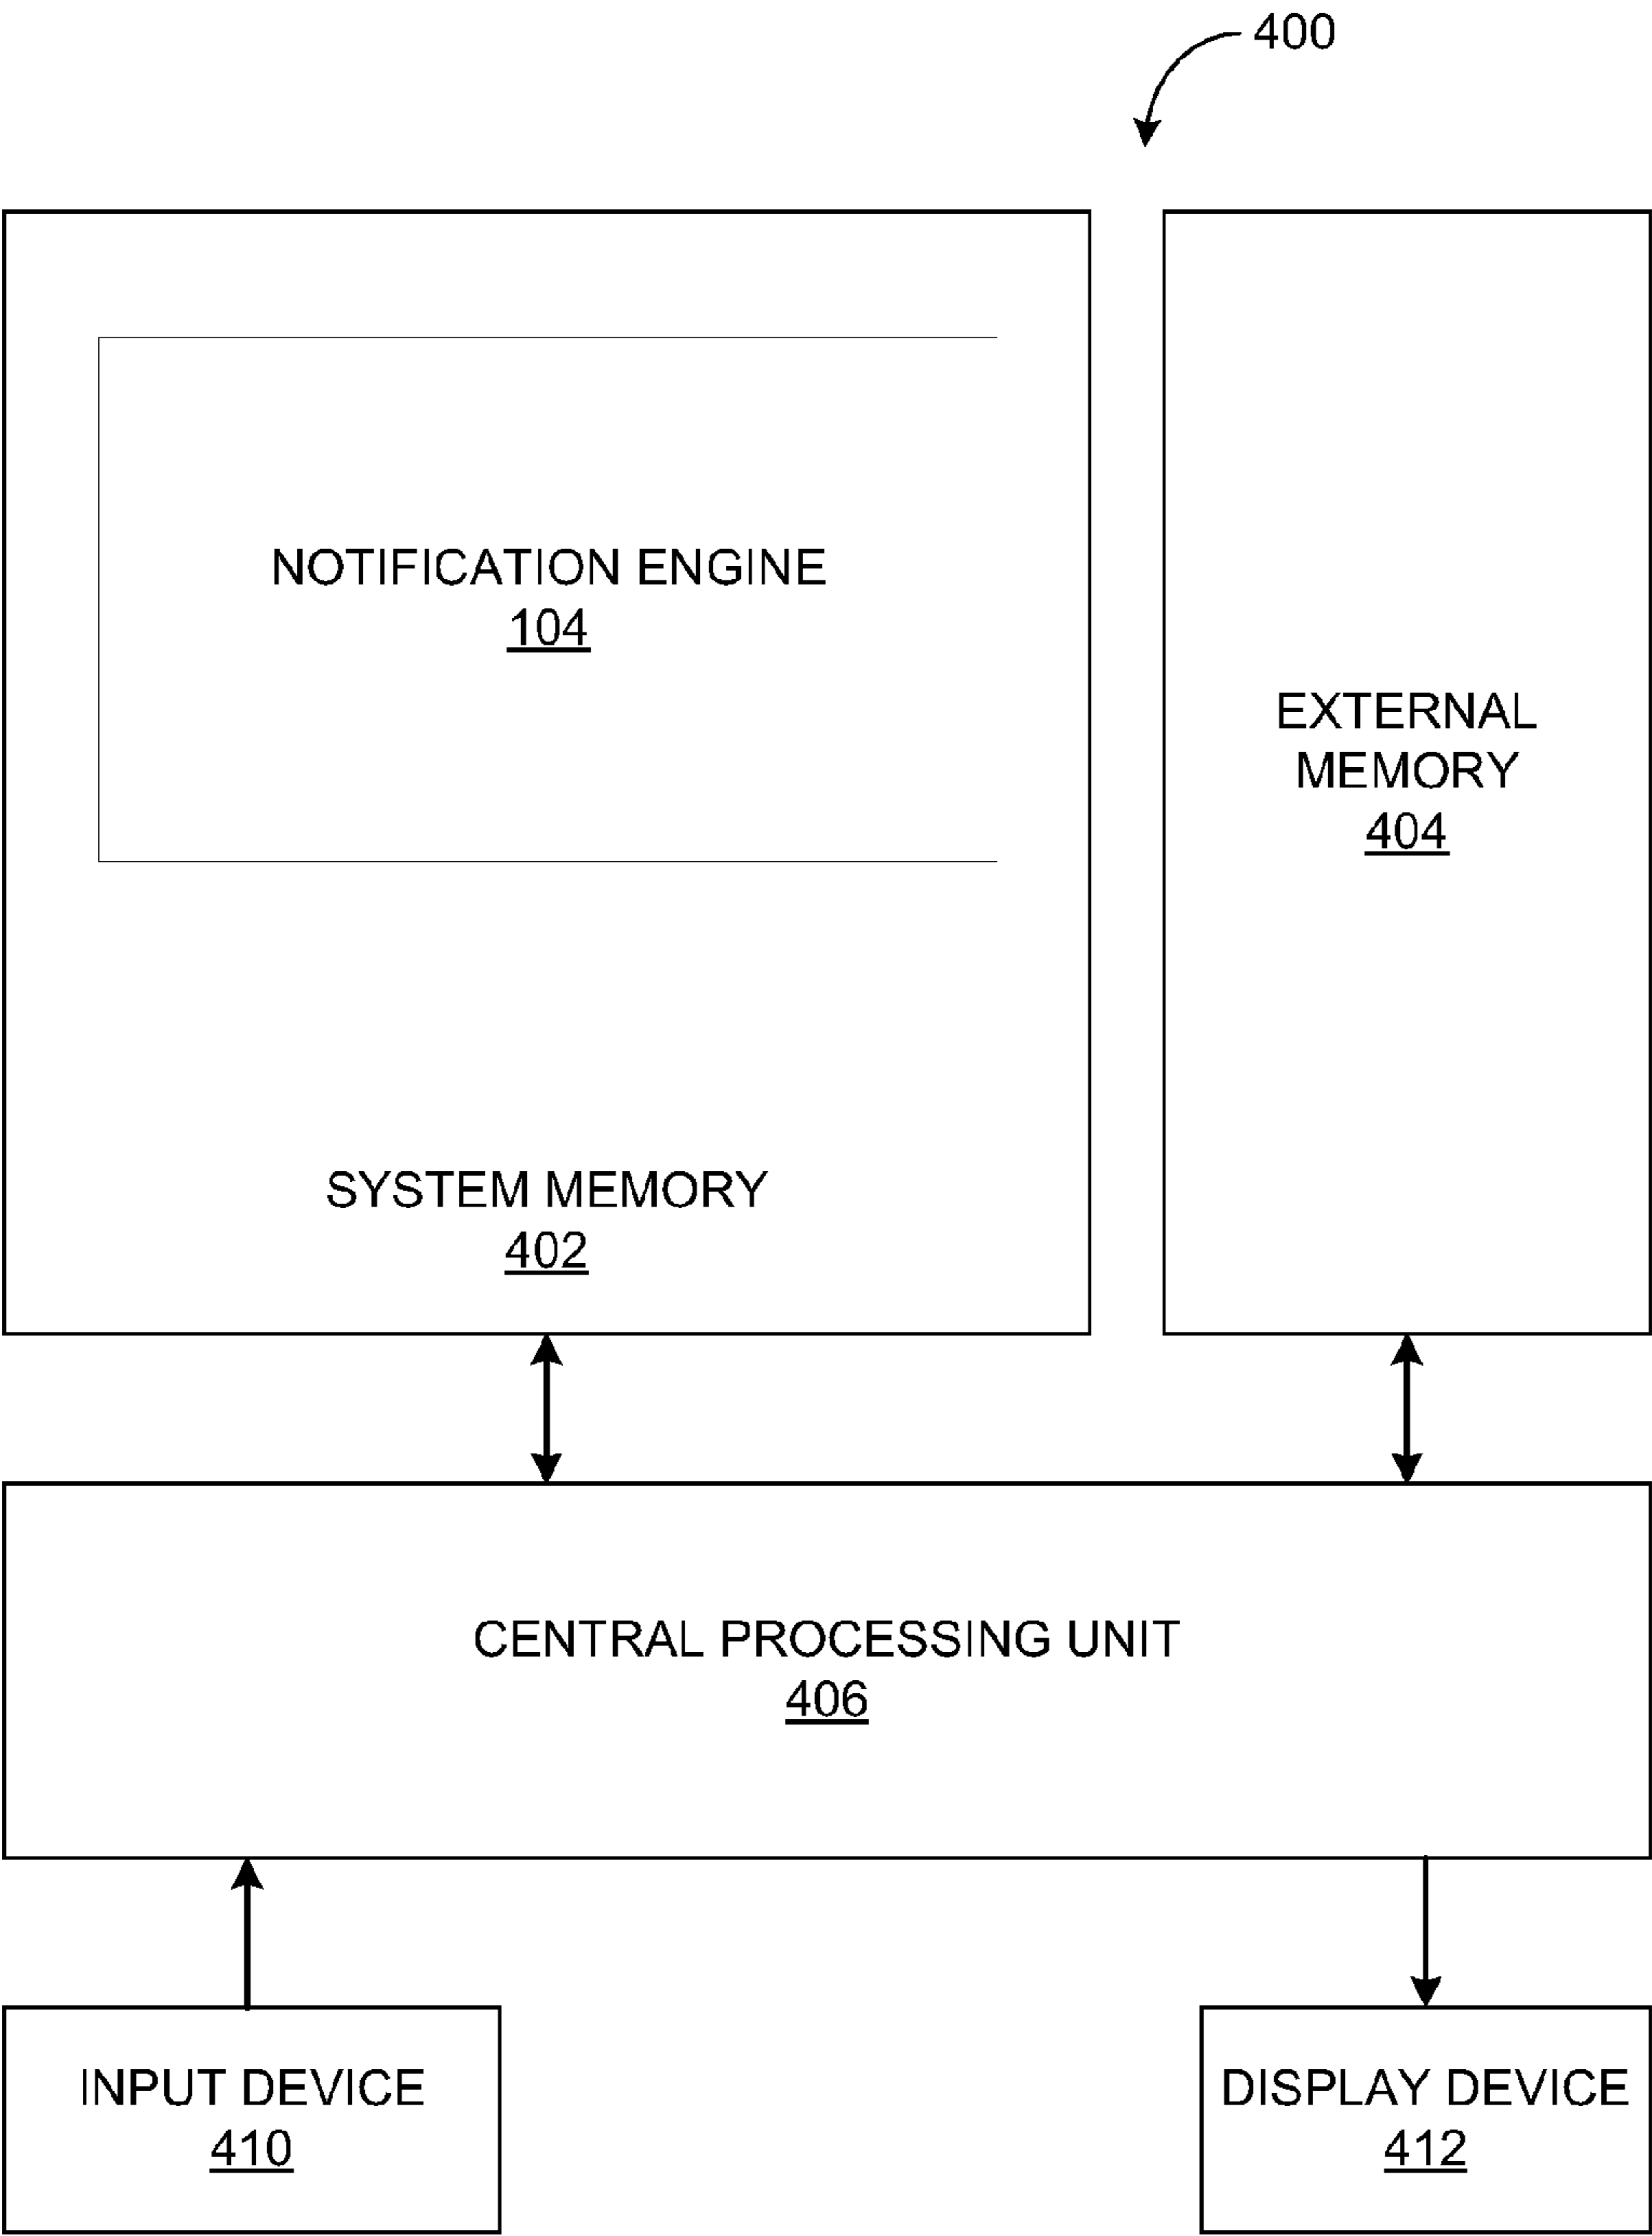 400
NOTIFICATION ENGINE
104
EXTERNAL
MEMORY
404
SYSTEM MEMORY
402
CENTRAL PROCESSING UNIT
406
INPUT DEVICE
410
DISPLAY DEVICE
412